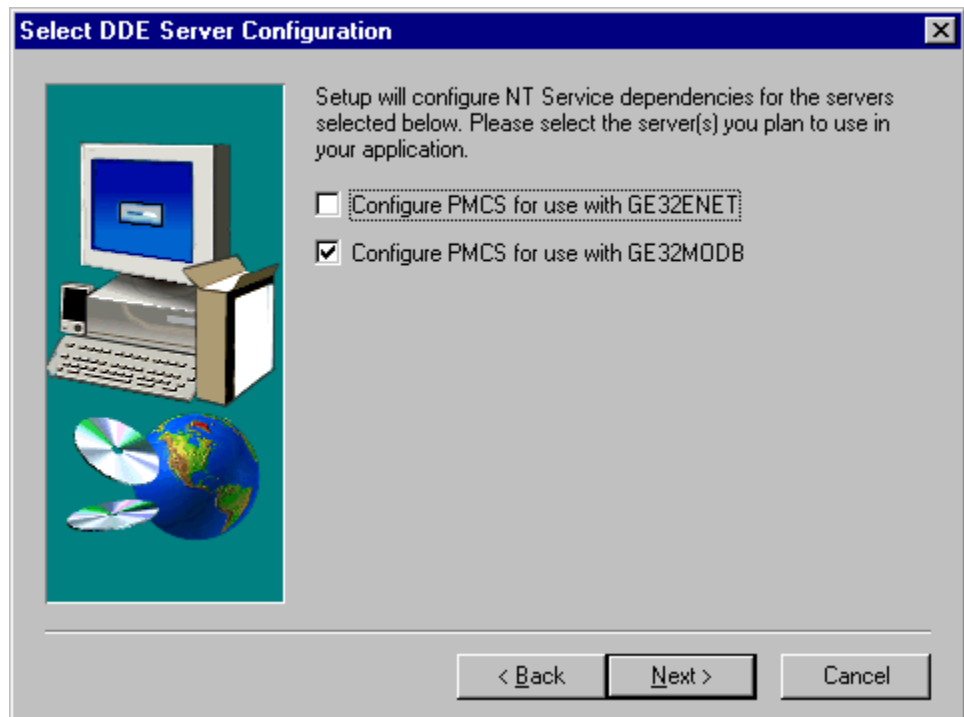 Select DDE Server Configuration
Setup will configure NT Service dependencies for the servers
selected below. Please select the server(s) you plan to use in
your application.
Configure PMCS for use with GE32ENET
Configure PMCS for use with GE32MODB
< Back
Next >
Cancel